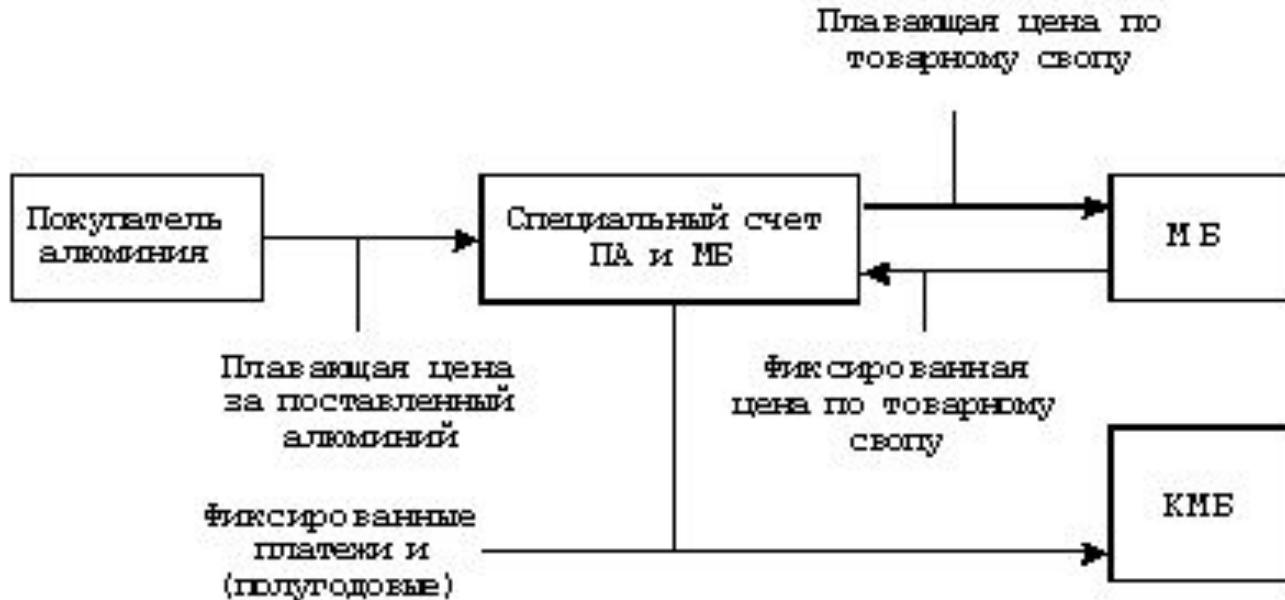 Плавающая цена по
товарному свопу
Покупатель
алюминия
Специальный счет
ПА и МБ
МБ
Плавающая цена
за поставленный
алюминий
Фиксированная
цена по товарному
свопу
Фиксированные
платежи и
(полугодовые)
КМБ